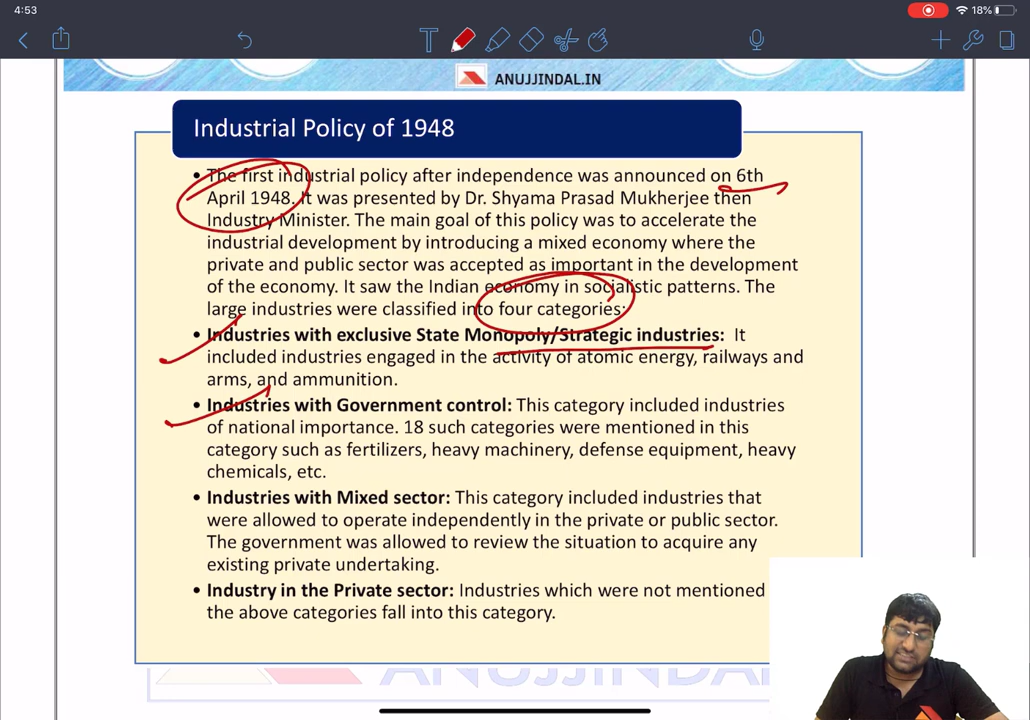 4:53
18%
ANUJJINDAL.IN
Industrial Policy of 1948
• The first industrial policy after independence was announced on 6th
April 1948. It was presented by Dr. Shyama Prasad Mukherjee then
Industry Minister. The main goal of this policy was to accelerate the
industrial development by introducing a mixed economy where the
private and public sector was accepted as important in the development
of the economy. It saw the Indian economy in socialistic patterns. The
large industries were classified into four categories:
• Industries with exclusive State Monopoly/Strategic industries: It
included industries engaged in the activity of atomic energy, railways and
arms, and ammunition.
• Industries with Government control: This category included industries
of national importance. 18 such categories were mentioned in this
category such as fertilizers, heavy machinery, defense equipment, heavy
chemicals, etc.
• Industries with Mixed sector: This category included industries that
were allowed to operate independently in the private or public sector.
The government was allowed to review the situation to acquire any
existing private undertaking.
• Industry in the Private sector: Industries which were not mentioned
the above categories fall into this category.
ANUJJINDAL